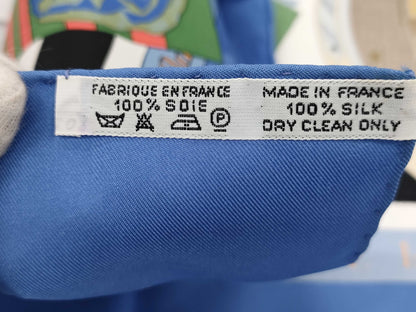 FABRIQUE EN FRANCE
100% SOIE
P
MADE IN FRANCE
100% SILK
DRY CLEAN ONLY